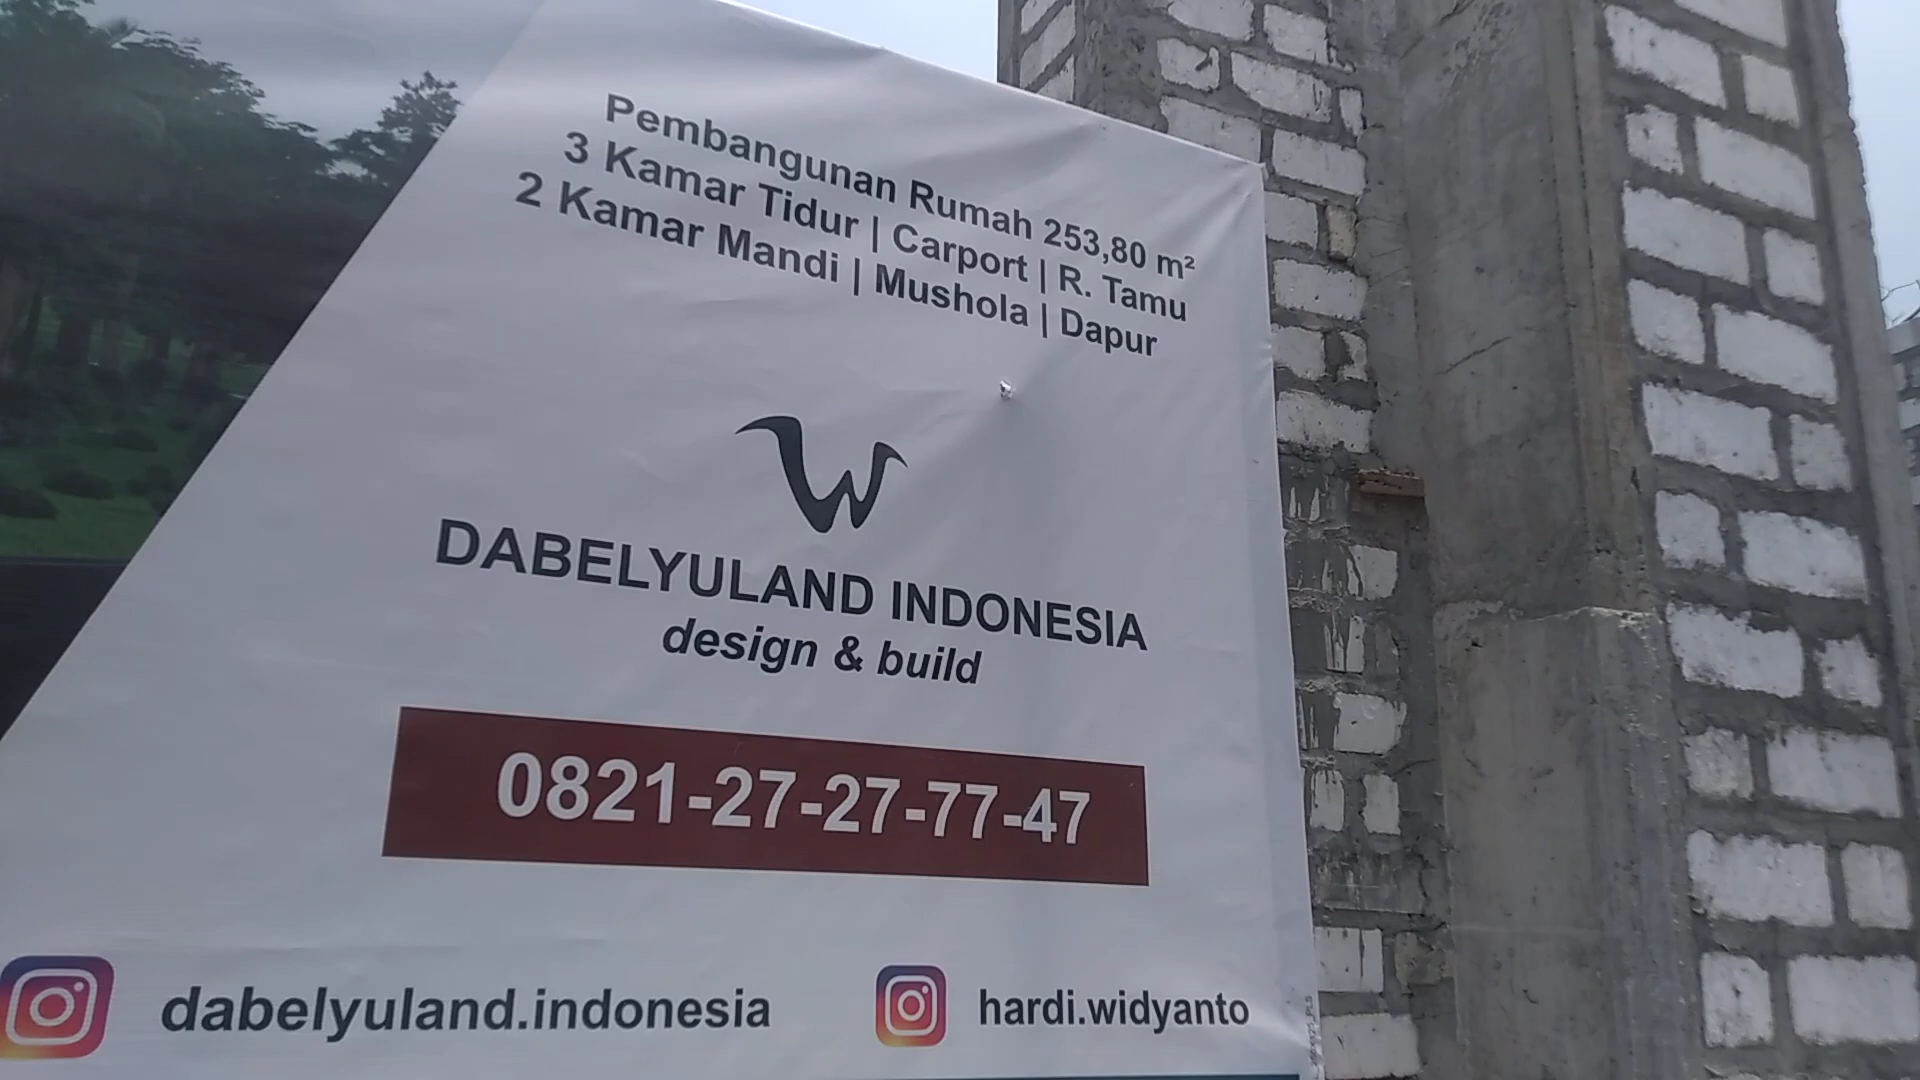 Pembangunan Rumah 253,80 m²
3 Kamar Tidur | Carport | R. Tamu
2 Kamar Mandi | Mushola | Dapur
W
DABELYULAND INDONESIA
design & build
0821-27-27-77-47
dabelyuland.indonesia
hardi.widyanto